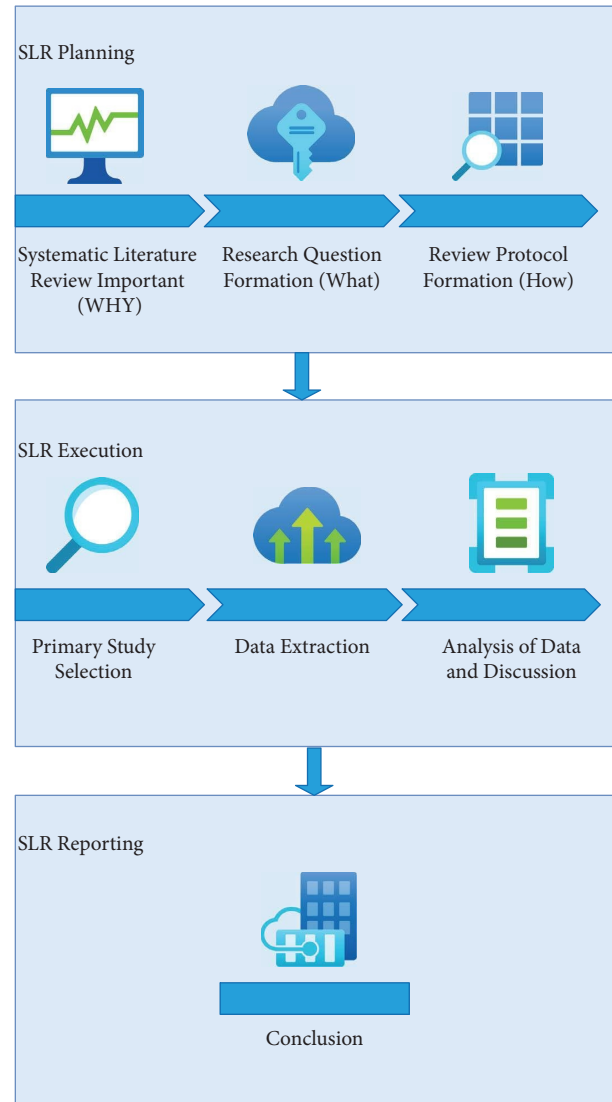 SLR Planning
Systematic Literature
Review Important
(WHY)
Research Question
Formation (What)
Review Protocol
Formation (How)
SLR Execution
Primary Study
Selection
Data Extraction
Analysis of Data
and Discussion
SLR Reporting
Conclusion